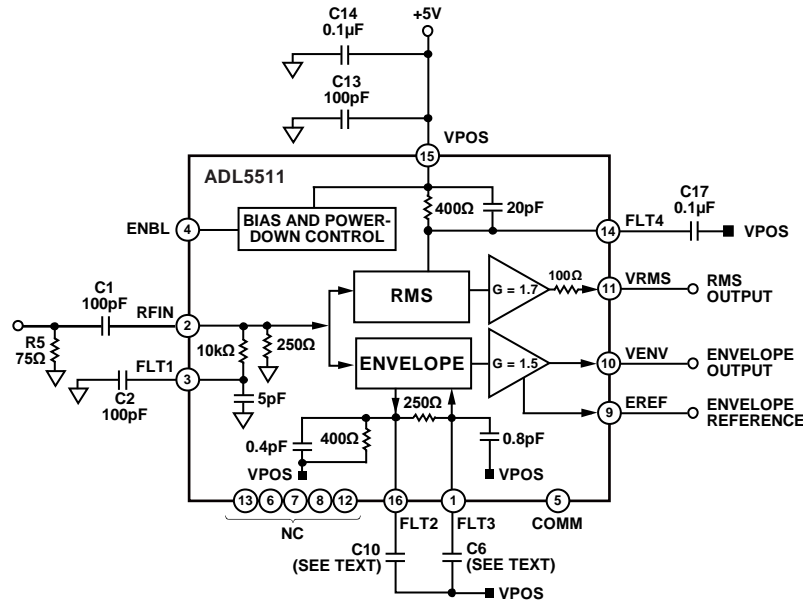 C14
0.1µF
+5V
C13
100pF
VPOS
15
ADL5511
400Ω
20pF
C17
0.1µF
4
ENBL
BIAS AND POWER-
DOWN CONTROL
14
FLT4
VPOS
C1
100pF
RFIN
2
RMS
G = 1.7
100Ω
11
VRMS
RMS
OUTPUT
R5
75Ω
10kΩ
250Ω
FLT1
3
ENVELOPE
G = 1.5
10
VENV
ENVELOPE
OUTPUT
C2
100pF
5pF
250Ω
9
EREF
ENVELOPE
REFERENCE
0.4pF
400Ω
0.8pF
VPOS
VPOS
13
6
7
8
12
16
1
5
NC
FLT2
FLT3
COMM
C10
(SEE TEXT)
C6
(SEE TEXT)
VPOS